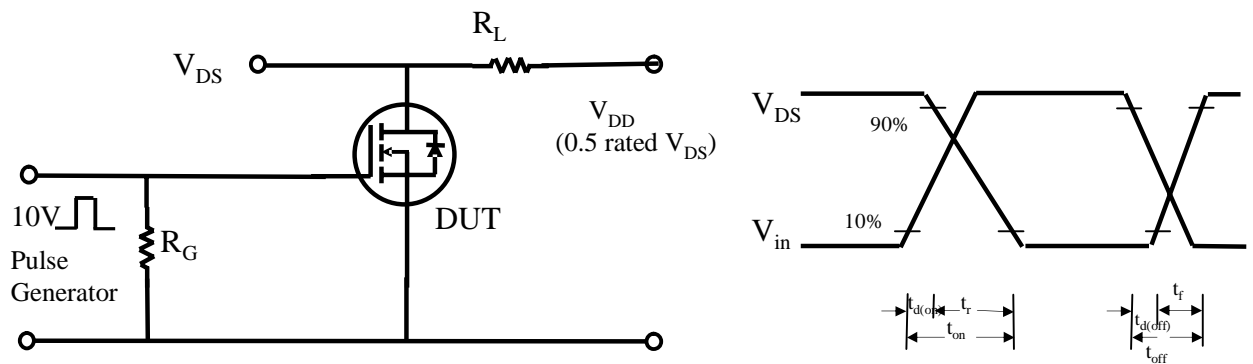 R_L
V_DS
V_DD
(0.5 rated V_DS)
10V
DUT
R_G
Pulse
Generator
V_DS
90%
V_in
10%
t_d(on)
t_r
t_on
t_f
t_d(off)
t_off